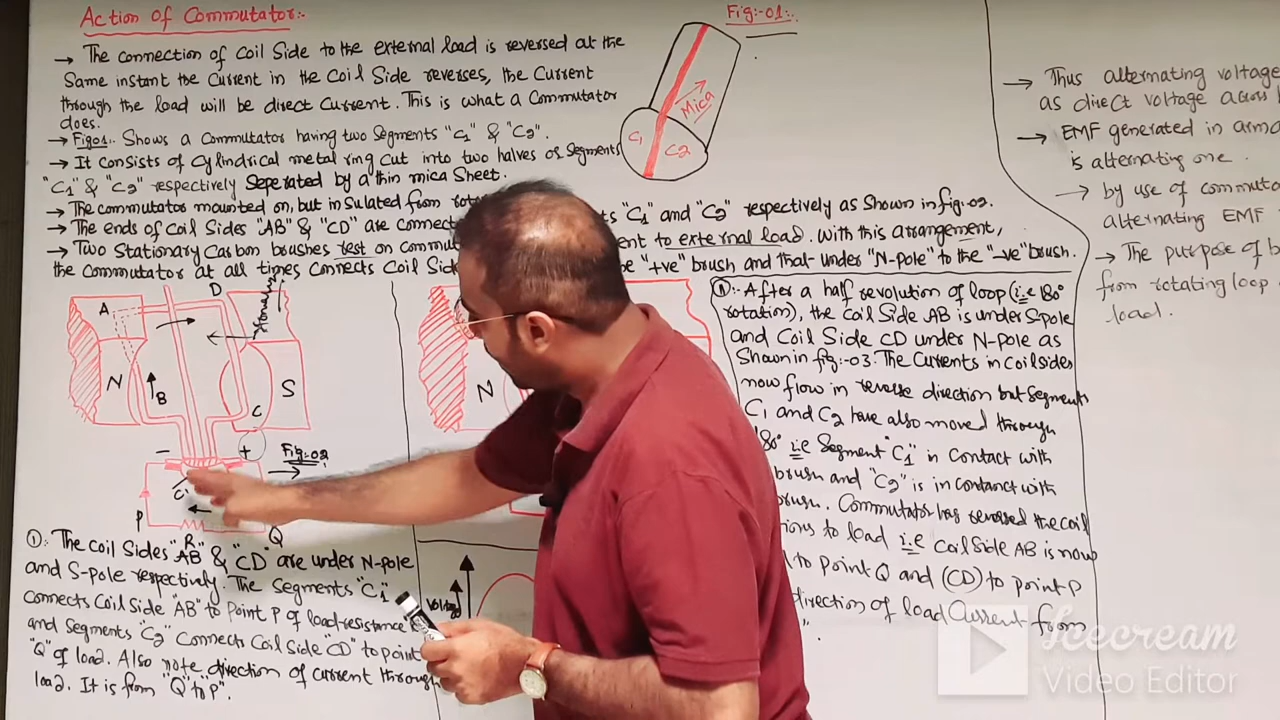 Action of Commutator:-
Fig:-01:-
→ The connection of coil Side to the external load is reversed at the
Same instant the Current in the Coil Side reverses, the Current
through the load will be direct Current. This is what a Commutator
does.
→ Fig01:. Shows a Commutator having two Segments "C1" & "C2".
→ It consists of Cylindrical metal ring Cut into two halves or Segments
"C1" & "C2" respectively Seperated by a thin mica Sheet.
→ The commutator mounted on, but insulated from
→ The ends of Coil Sides "AB" & "CD" are "C1" and "C2" respectively as Shown in fig:-02.
→ Two Stationary Carbon brushes rest on to external load. With this arrangement,
the Commutator at all times Connects Coil "+ve" brush and that under "N-pole" to the "-ve" brush.
Mica
C1
C2
A
D
N
S
B
C
-
+
Fig:-02
C1
P
R
Q
①:- The Coil Sides "AB" & "CD" are under N-pole
and S-pole respectively. The Segments "C1"
Connects Coil Side "AB" to Point P of load resistance
and Segments "C2" Connects Coil Side "CD" to point
"Q" of load. Also note direction of current through
load. It is from "Q" to "P".
N
Voltage
②:- After a half revolution of loop (i.e 180°
rotation), the Coil Side AB is under S-pole
and Coil Side CD under N-pole as
Shown in fig:-03. The Currents in Coil sides
now flow in reverse direction but Segments
C1 and C2 have also moved through
180° i.e Segment "C1" in Contact with
brush and "C2" is in Contanct with
brush. Commutator has reversed the coil
to load i.e Coil Side AB is now
to point Q and (CD) to point P
direction of load Current from
→ Thus alternating voltage
as direct voltage across
→ EMF generated in
is alternating one.
→ by use of
alternating EMF
→ The purpose of
from rotating loop
load.
Icecream
Video Editor